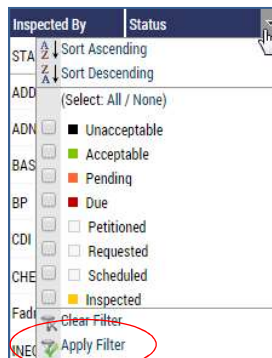 Inspected By Status
STA
Sort Ascending
Sort Descending
ADD
(Select: All / None)
ADN
Unacceptable
Acceptable
BAS
Pending
BP
Due
Petitioned
CDI
Requested
CHE
Scheduled
Inspected
Fadi
Clear Filter
Apply Filter